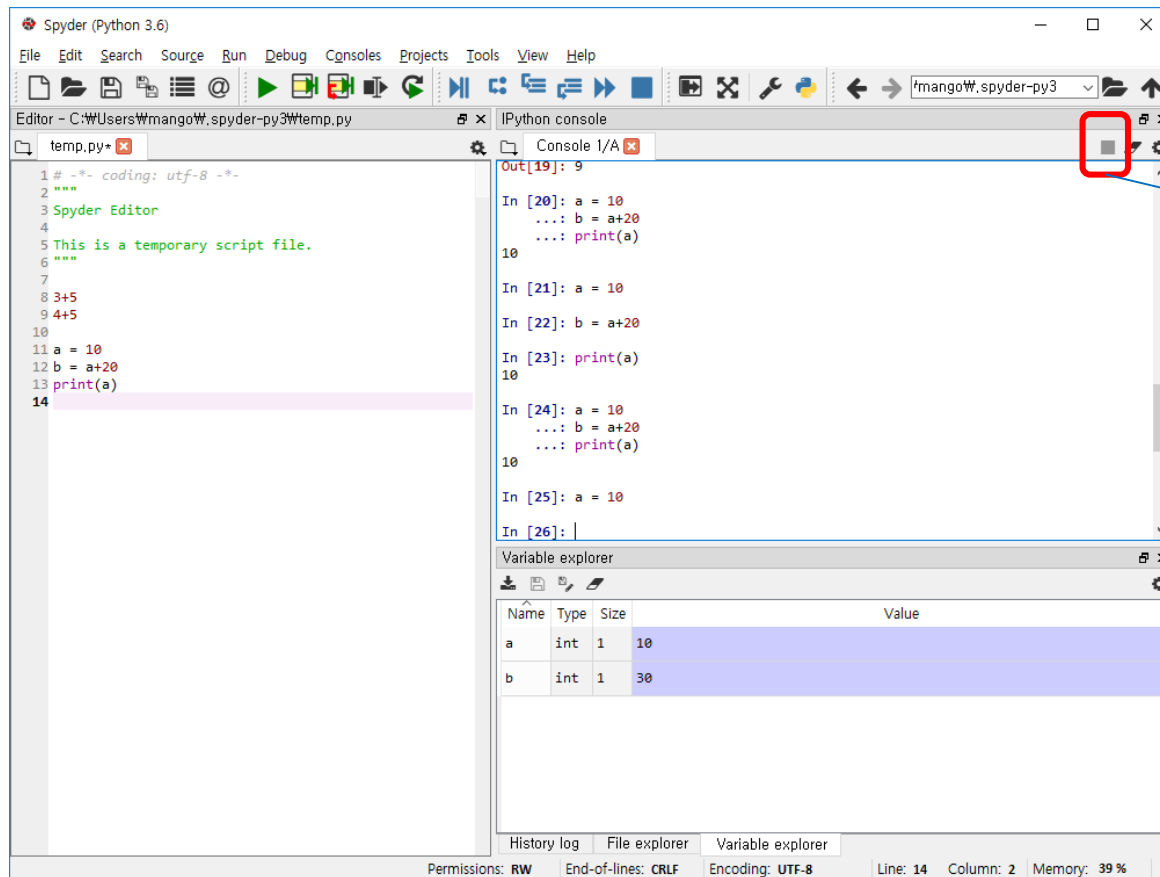 Spyder (Python 3.6)
File Edit Search Source Run Debug Consoles Projects Tools View Help
mango₩.spyder-py3
Editor - C:₩Users₩mango₩.spyder-py3₩temp.py
temp.py*
1 # -*- coding: utf-8 -*-
2 """
3 Spyder Editor
4
5 This is a temporary script file.
6 """
7
8 3+5
9 4+5
10
11 a = 10
12 b = a+20
13 print(a)
14
IPython console
Console 1/A
Out[19]: 9
In [20]: a = 10
...: b = a+20
...: print(a)
10
In [21]: a = 10
In [22]: b = a+20
In [23]: print(a)
10
In [24]: a = 10
...: b = a+20
...: print(a)
10
In [25]: a = 10
In [26]:
Variable explorer
Name Type Size Value
a int 1 10
b int 1 30
History log File explorer Variable explorer
Permissions: RW End-of-lines: CRLF Encoding: UTF-8 Line: 14 Column: 2 Memory: 39 %